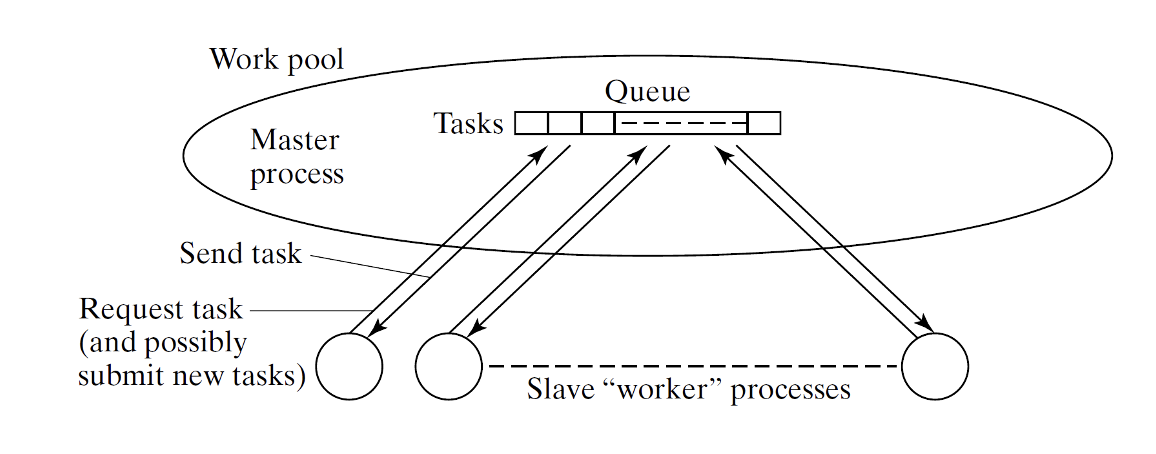 Work pool
Queue
Tasks
Master
process
Send task
Request task
(and possibly
submit new tasks)
Slave “worker” processes